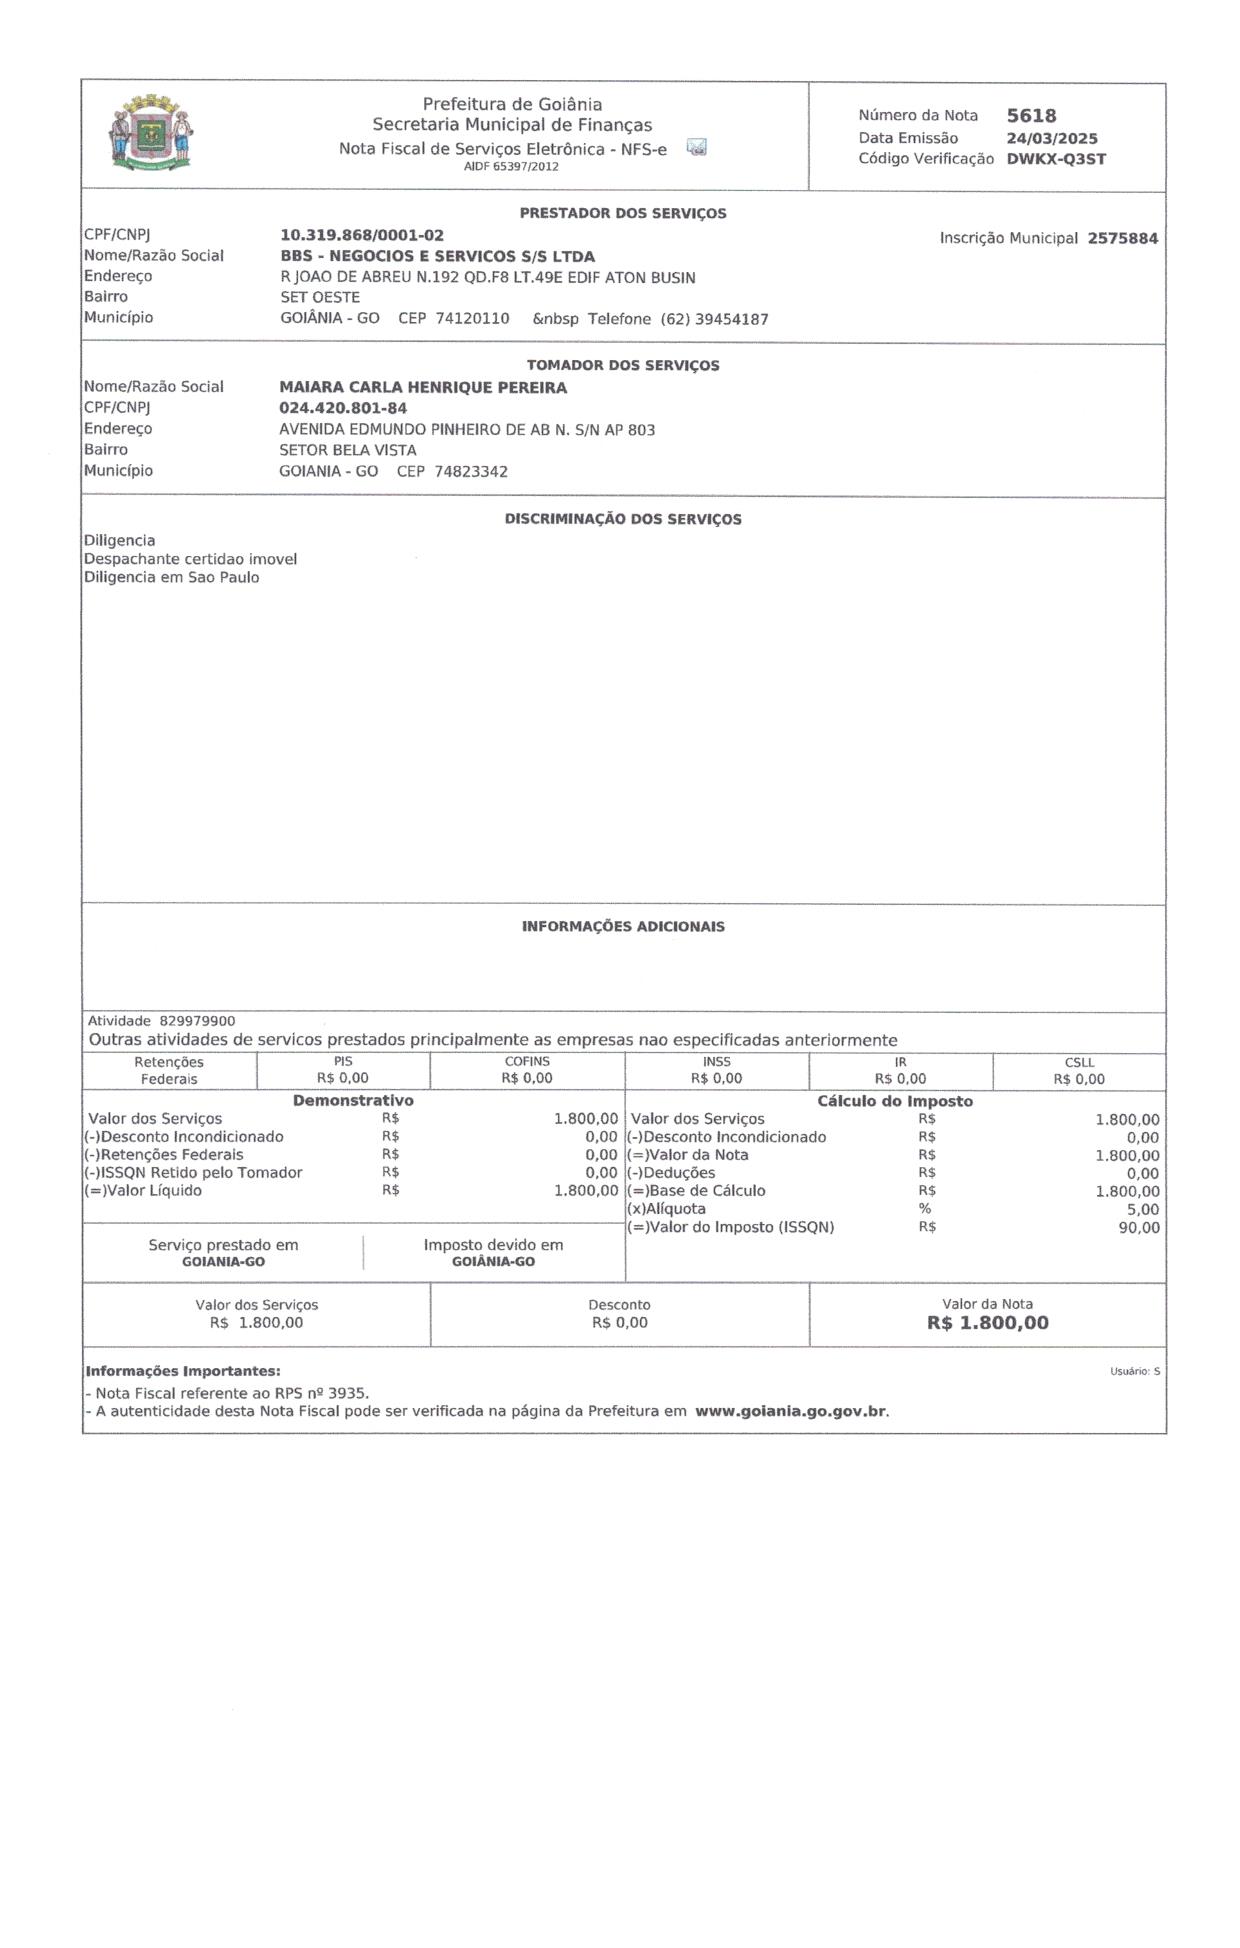 Prefeitura de Goiânia
Secretaria Municipal de Finanças
Nota Fiscal de Serviços Eletrônica - NFS-e
AIDF 65397/2012
Número da Nota 5618
Data Emissão 24/03/2025
Código Verificação DWKX-Q3ST
PRESTADOR DOS SERVIÇOS
CPF/CNPJ 10.319.868/0001-02 Inscrição Municipal 2575884
Nome/Razão Social BBS - NEGOCIOS E SERVICOS S/S LTDA
Endereço R JOAO DE ABREU N.192 QD.F8 LT.49E EDIF ATON BUSIN
Bairro SET OESTE
Município GOIÂNIA - GO CEP 74120110 &nbsp Telefone (62) 39454187
TOMADOR DOS SERVIÇOS
Nome/Razão Social MAIARA CARLA HENRIQUE PEREIRA
CPF/CNPJ 024.420.801-84
Endereço AVENIDA EDMUNDO PINHEIRO DE AB N. S/N AP 803
Bairro SETOR BELA VISTA
Município GOIANIA - GO CEP 74823342
DISCRIMINAÇÃO DOS SERVIÇOS
Diligencia
Despachante certidao imovel
Diligencia em Sao Paulo
INFORMAÇÕES ADICIONAIS
Atividade 829979900
Outras atividades de servicos prestados principalmente as empresas nao especificadas anteriormente
Retenções PIS COFINS INSS IR CSLL
Federais R$ 0,00 R$ 0,00 R$ 0,00 R$ 0,00 R$ 0,00
Demonstrativo Cálculo do Imposto
Valor dos Serviços R$ 1.800,00 Valor dos Serviços R$ 1.800,00
(-)Desconto Incondicionado R$ 0,00 (-)Desconto Incondicionado R$ 0,00
(-)Retenções Federais R$ 0,00 (=)Valor da Nota R$ 1.800,00
(-)ISSQN Retido pelo Tomador R$ 0,00 (-)Deduções R$ 0,00
(=)Valor Líquido R$ 1.800,00 (=)Base de Cálculo R$ 1.800,00
(x)Alíquota % 5,00
(=)Valor do Imposto (ISSQN) R$ 90,00
Serviço prestado em Imposto devido em
GOIANIA-GO GOIÂNIA-GO
Valor dos Serviços Desconto Valor da Nota
R$ 1.800,00 R$ 0,00 R$ 1.800,00
Informações Importantes: Usuário: S
- Nota Fiscal referente ao RPS nº 3935.
- A autenticidade desta Nota Fiscal pode ser verificada na página da Prefeitura em www.goiania.go.gov.br.